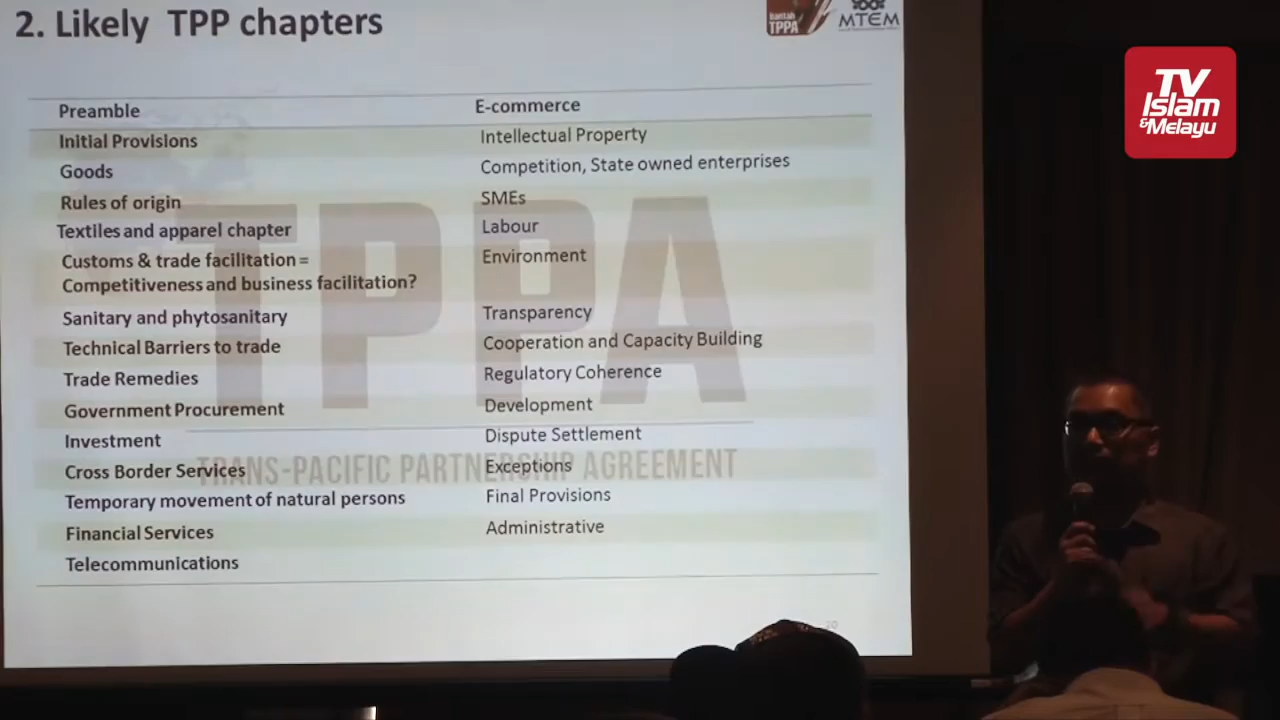 2. Likely TPP chapters
bantah
TPPA
MTEM
TV
Islam
&Melayu
Preamble
Initial Provisions
Goods
Rules of origin
Textiles and apparel chapter
Customs & trade facilitation =
Competitiveness and business facilitation?
Sanitary and phytosanitary
Technical Barriers to trade
Trade Remedies
Government Procurement
Investment
Cross Border Services
Temporary movement of natural persons
Financial Services
Telecommunications
E-commerce
Intellectual Property
Competition, State owned enterprises
SMEs
Labour
Environment
Transparency
Cooperation and Capacity Building
Regulatory Coherence
Development
Dispute Settlement
Exceptions
Final Provisions
Administrative
TPPA
TRANS-PACIFIC PARTNERSHIP AGREEMENT
20